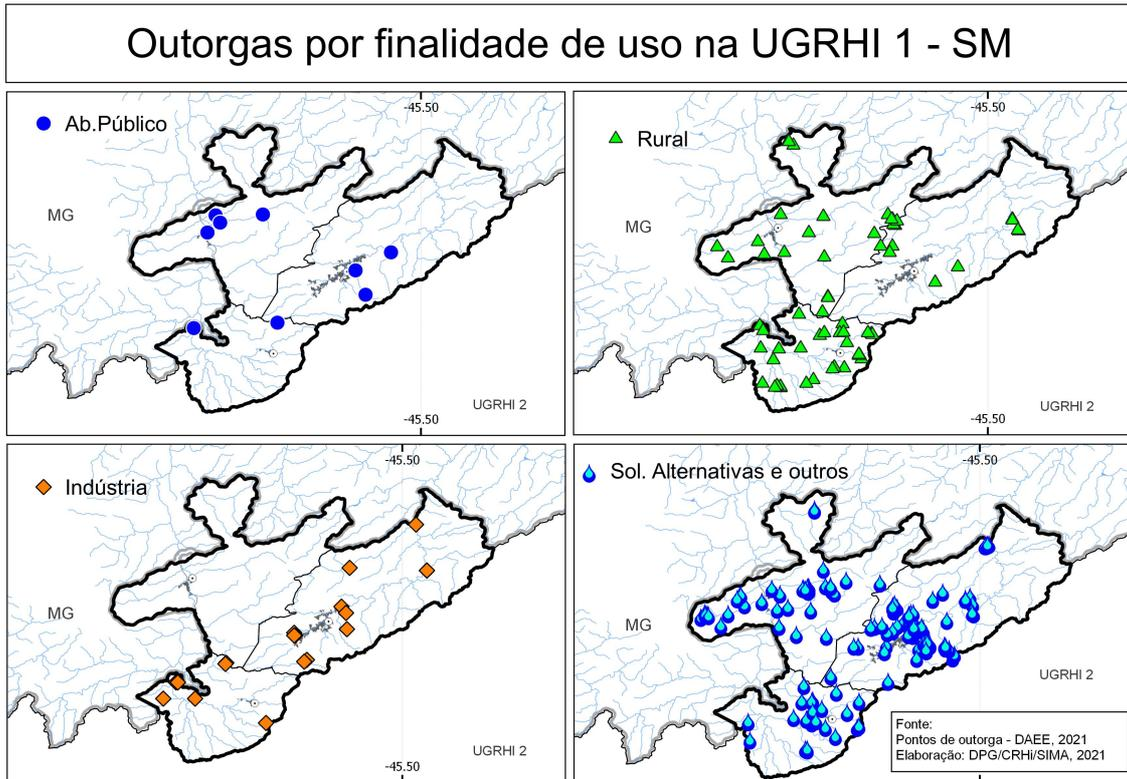 Outorgas por finalidade de uso na UGRHI 1 - SM
-45.50
Ab.Público
MG
UGRHI 2
-45.50
-45.50
Rural
MG
UGRHI 2
-45.50
-45.50
Indústria
MG
UGRHI 2
-45.50
-45.50
Sol. Alternativas e outros
MG
UGRHI 2
Fonte:
Pontos de outorga - DAEE, 2021
Elaboração: DPG/CRHi/SIMA, 2021